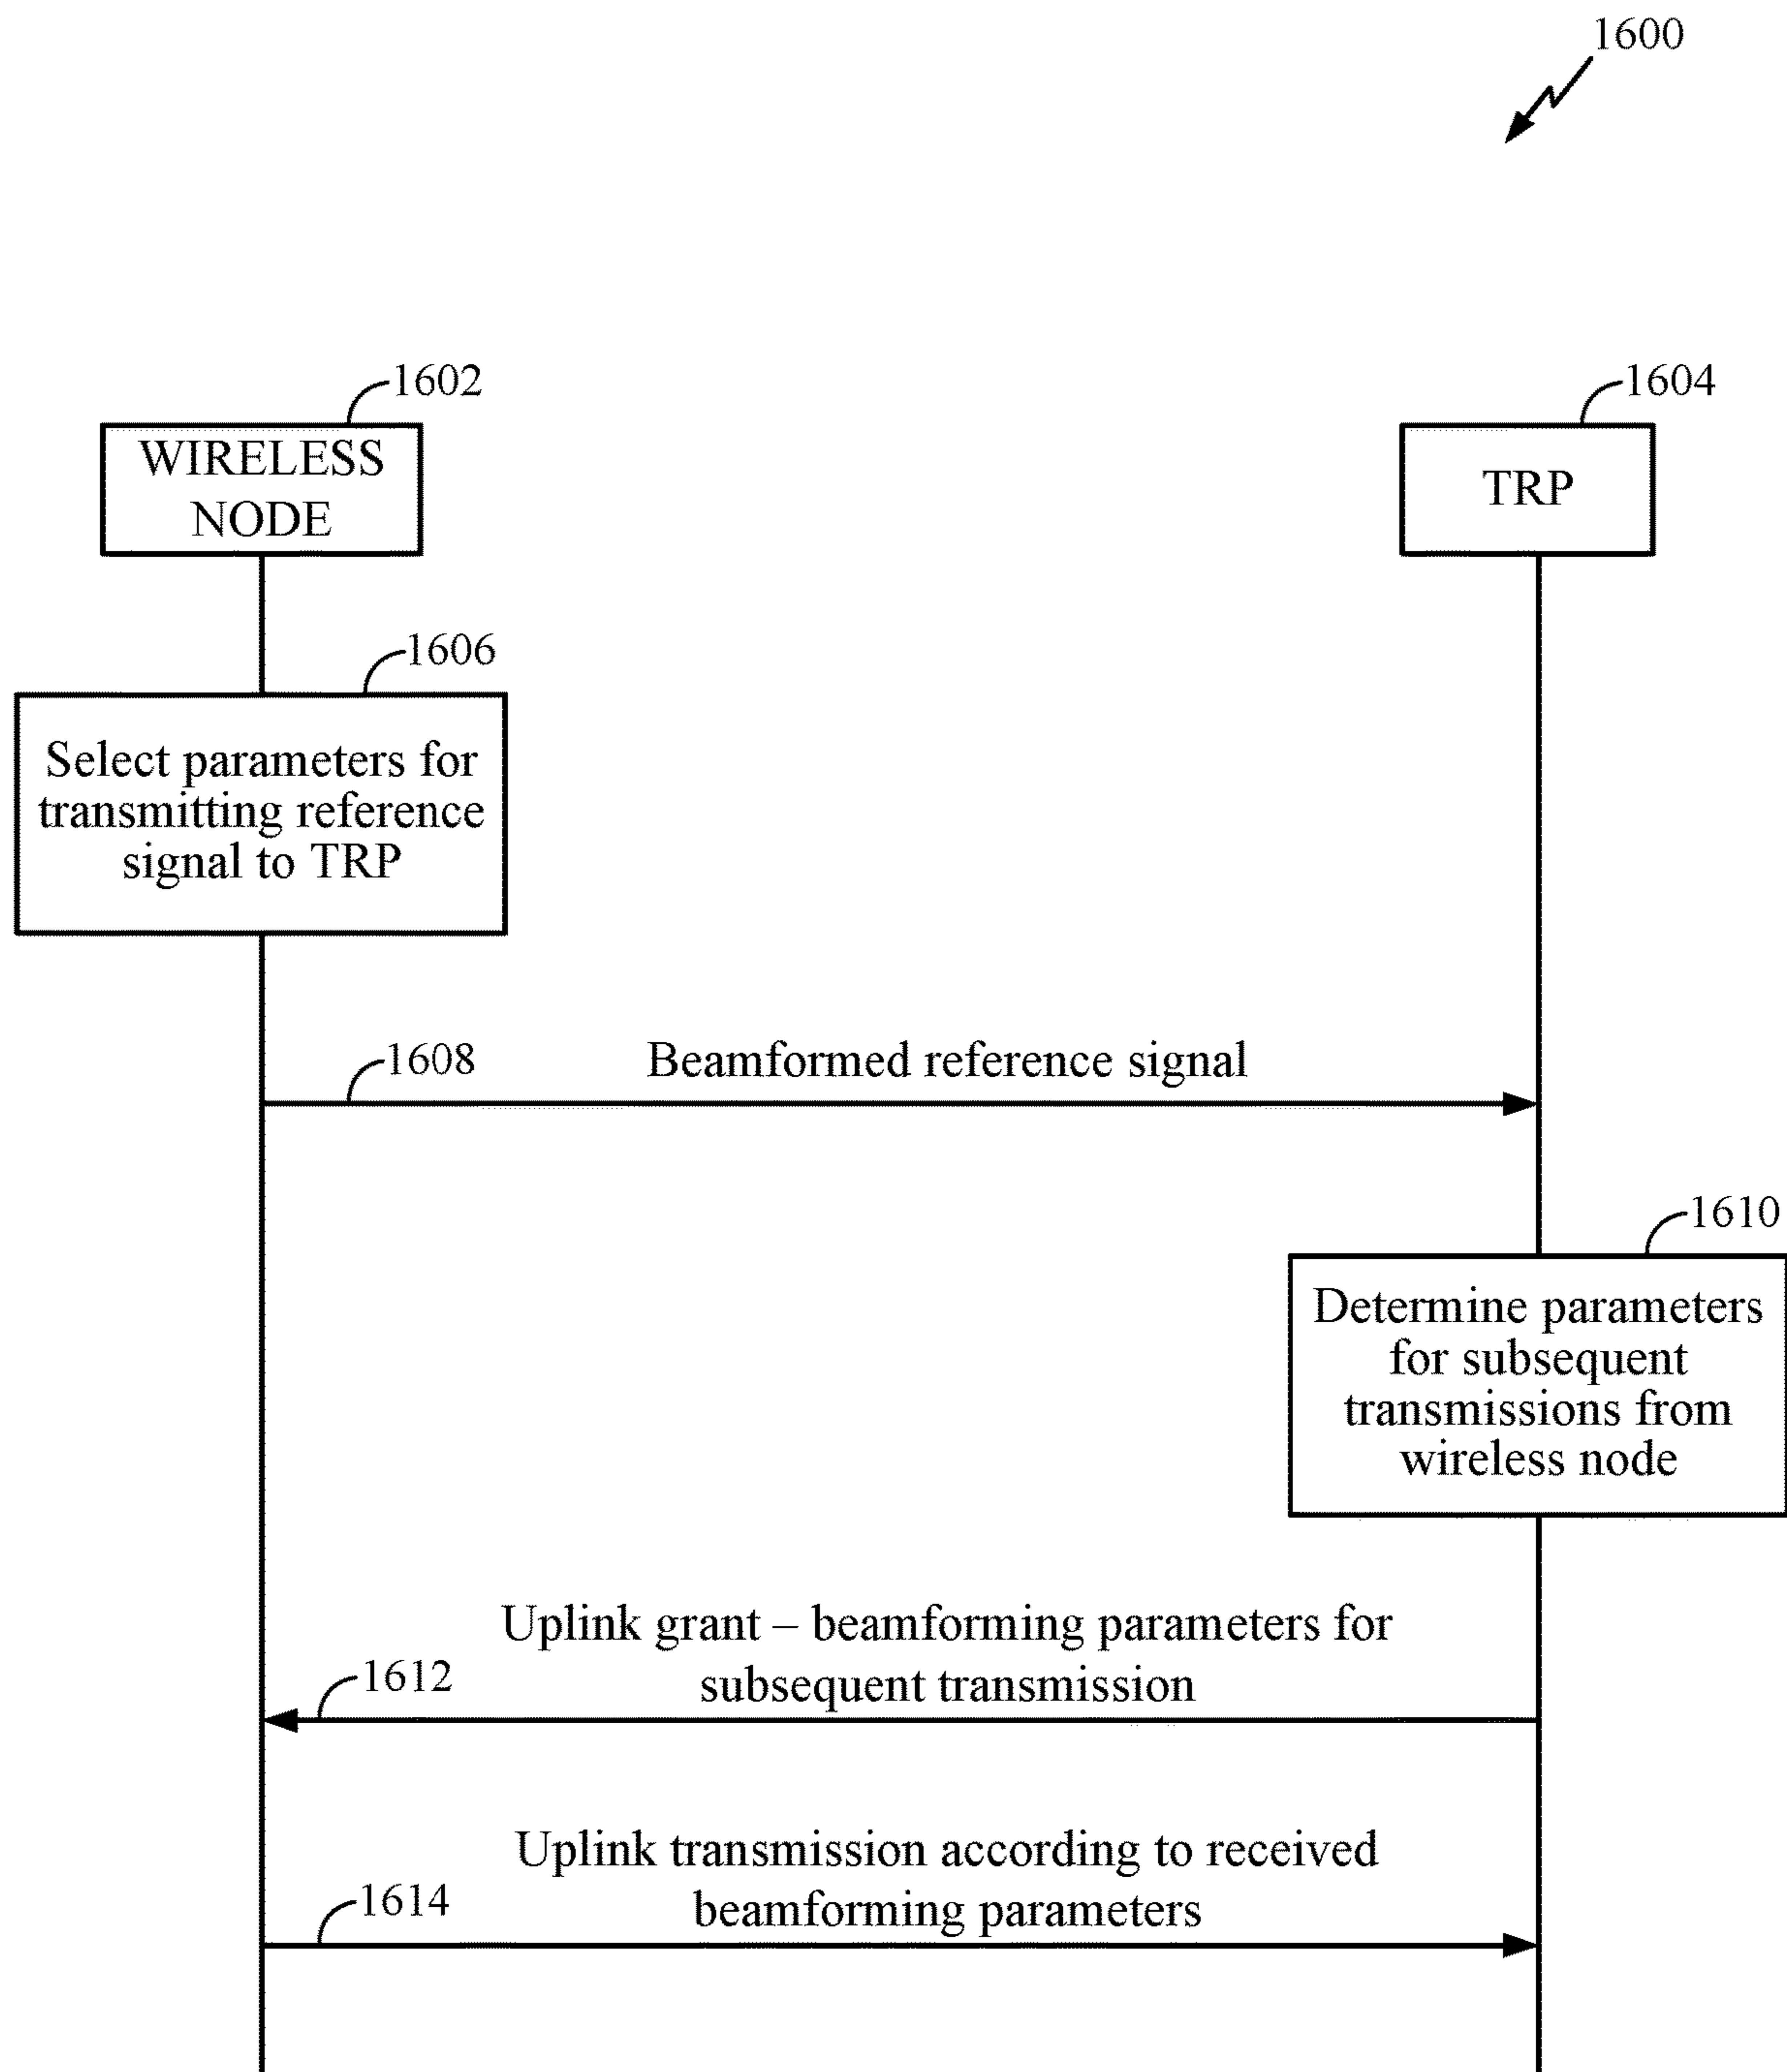 1600
1602
1604
WIRELESS
NODE
TRP
1606
Select parameters for
transmitting reference
signal to TRP
1608
Beamformed reference signal
1610
Determine parameters
for subsequent
transmissions from
wireless node
Uplink grant – beamforming parameters for
subsequent transmission
1612
Uplink transmission according to received
beamforming parameters
1614